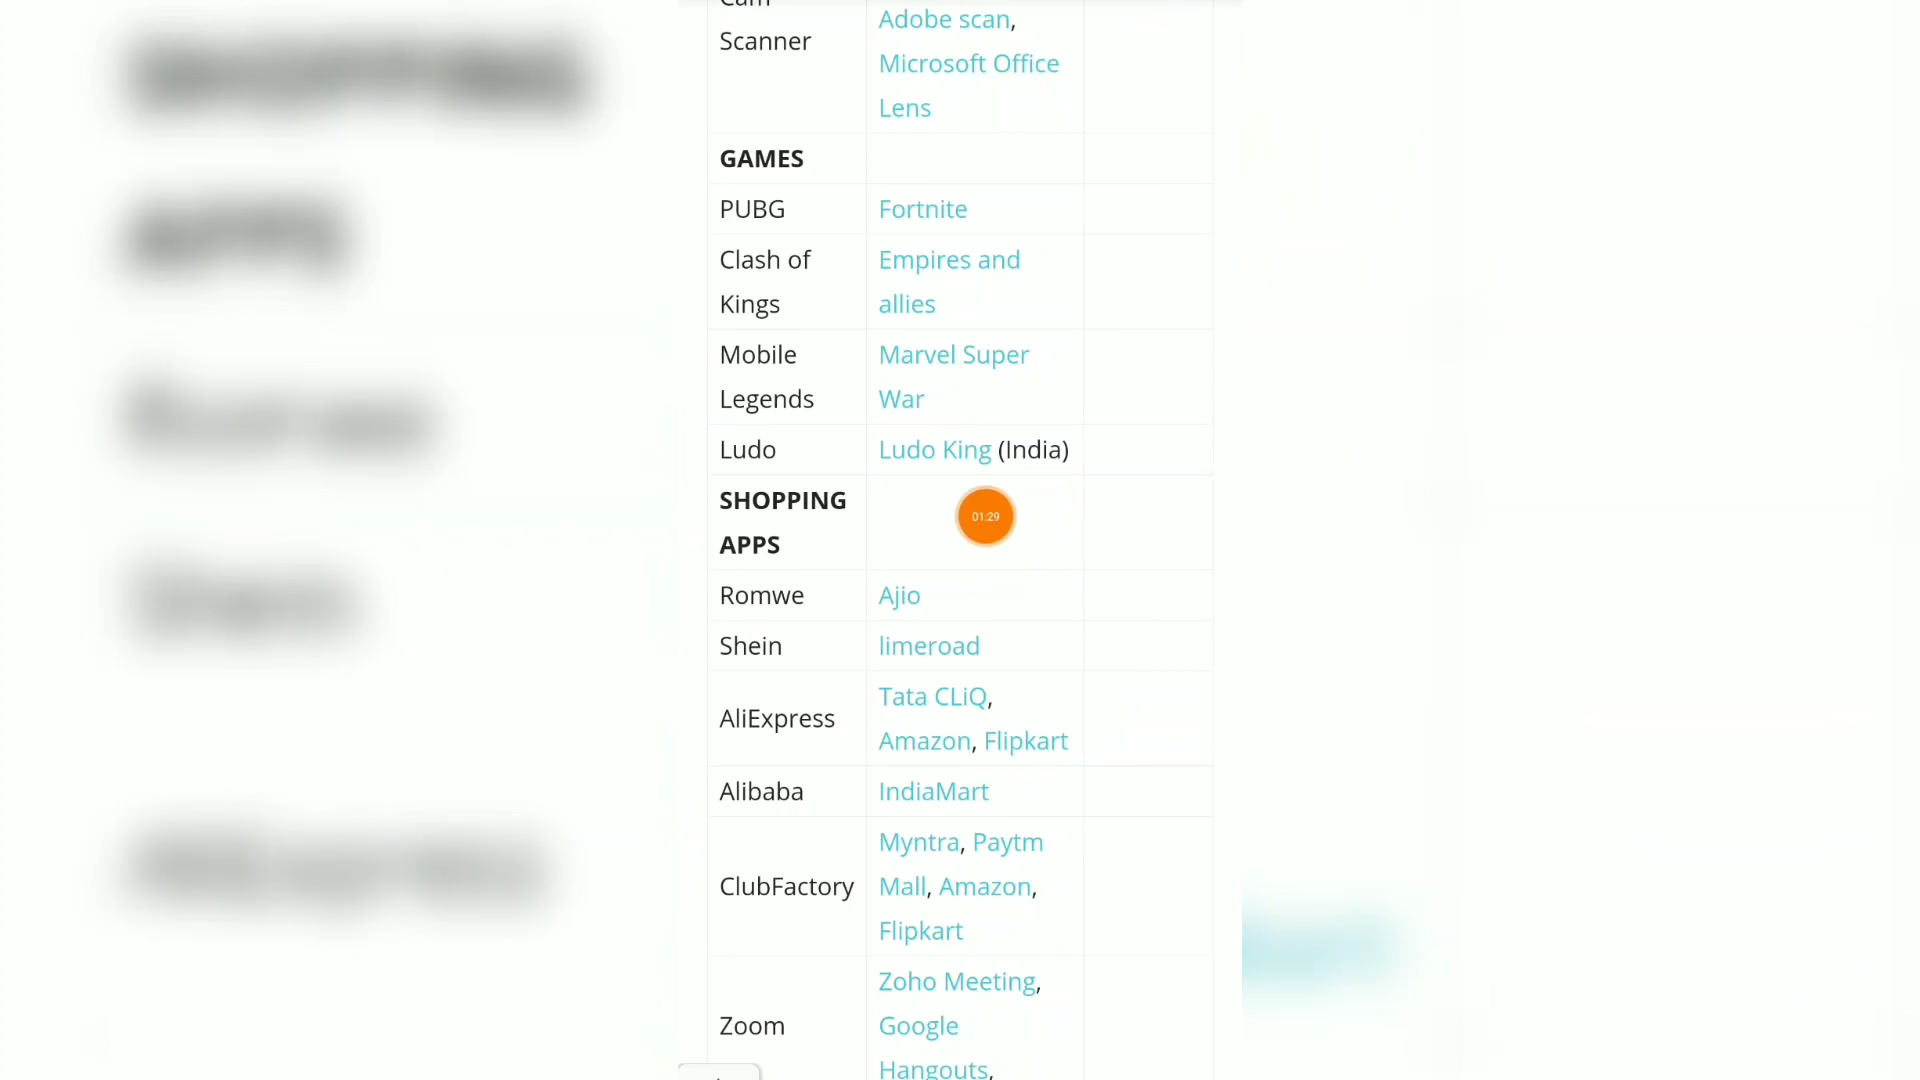 Scanner
Adobe scan,
Microsoft Office
Lens
GAMES
PUBG
Fortnite
Clash of
Kings
Empires and
allies
Mobile
Legends
Marvel Super
War
Ludo
Ludo King (India)
SHOPPING
APPS
01:29
Romwe
Ajio
Shein
limeroad
AliExpress
Tata CLiQ,
Amazon, Flipkart
Alibaba
IndiaMart
ClubFactory
Myntra, Paytm
Mall, Amazon,
Flipkart
Zoom
Zoho Meeting,
Google
Hangouts,